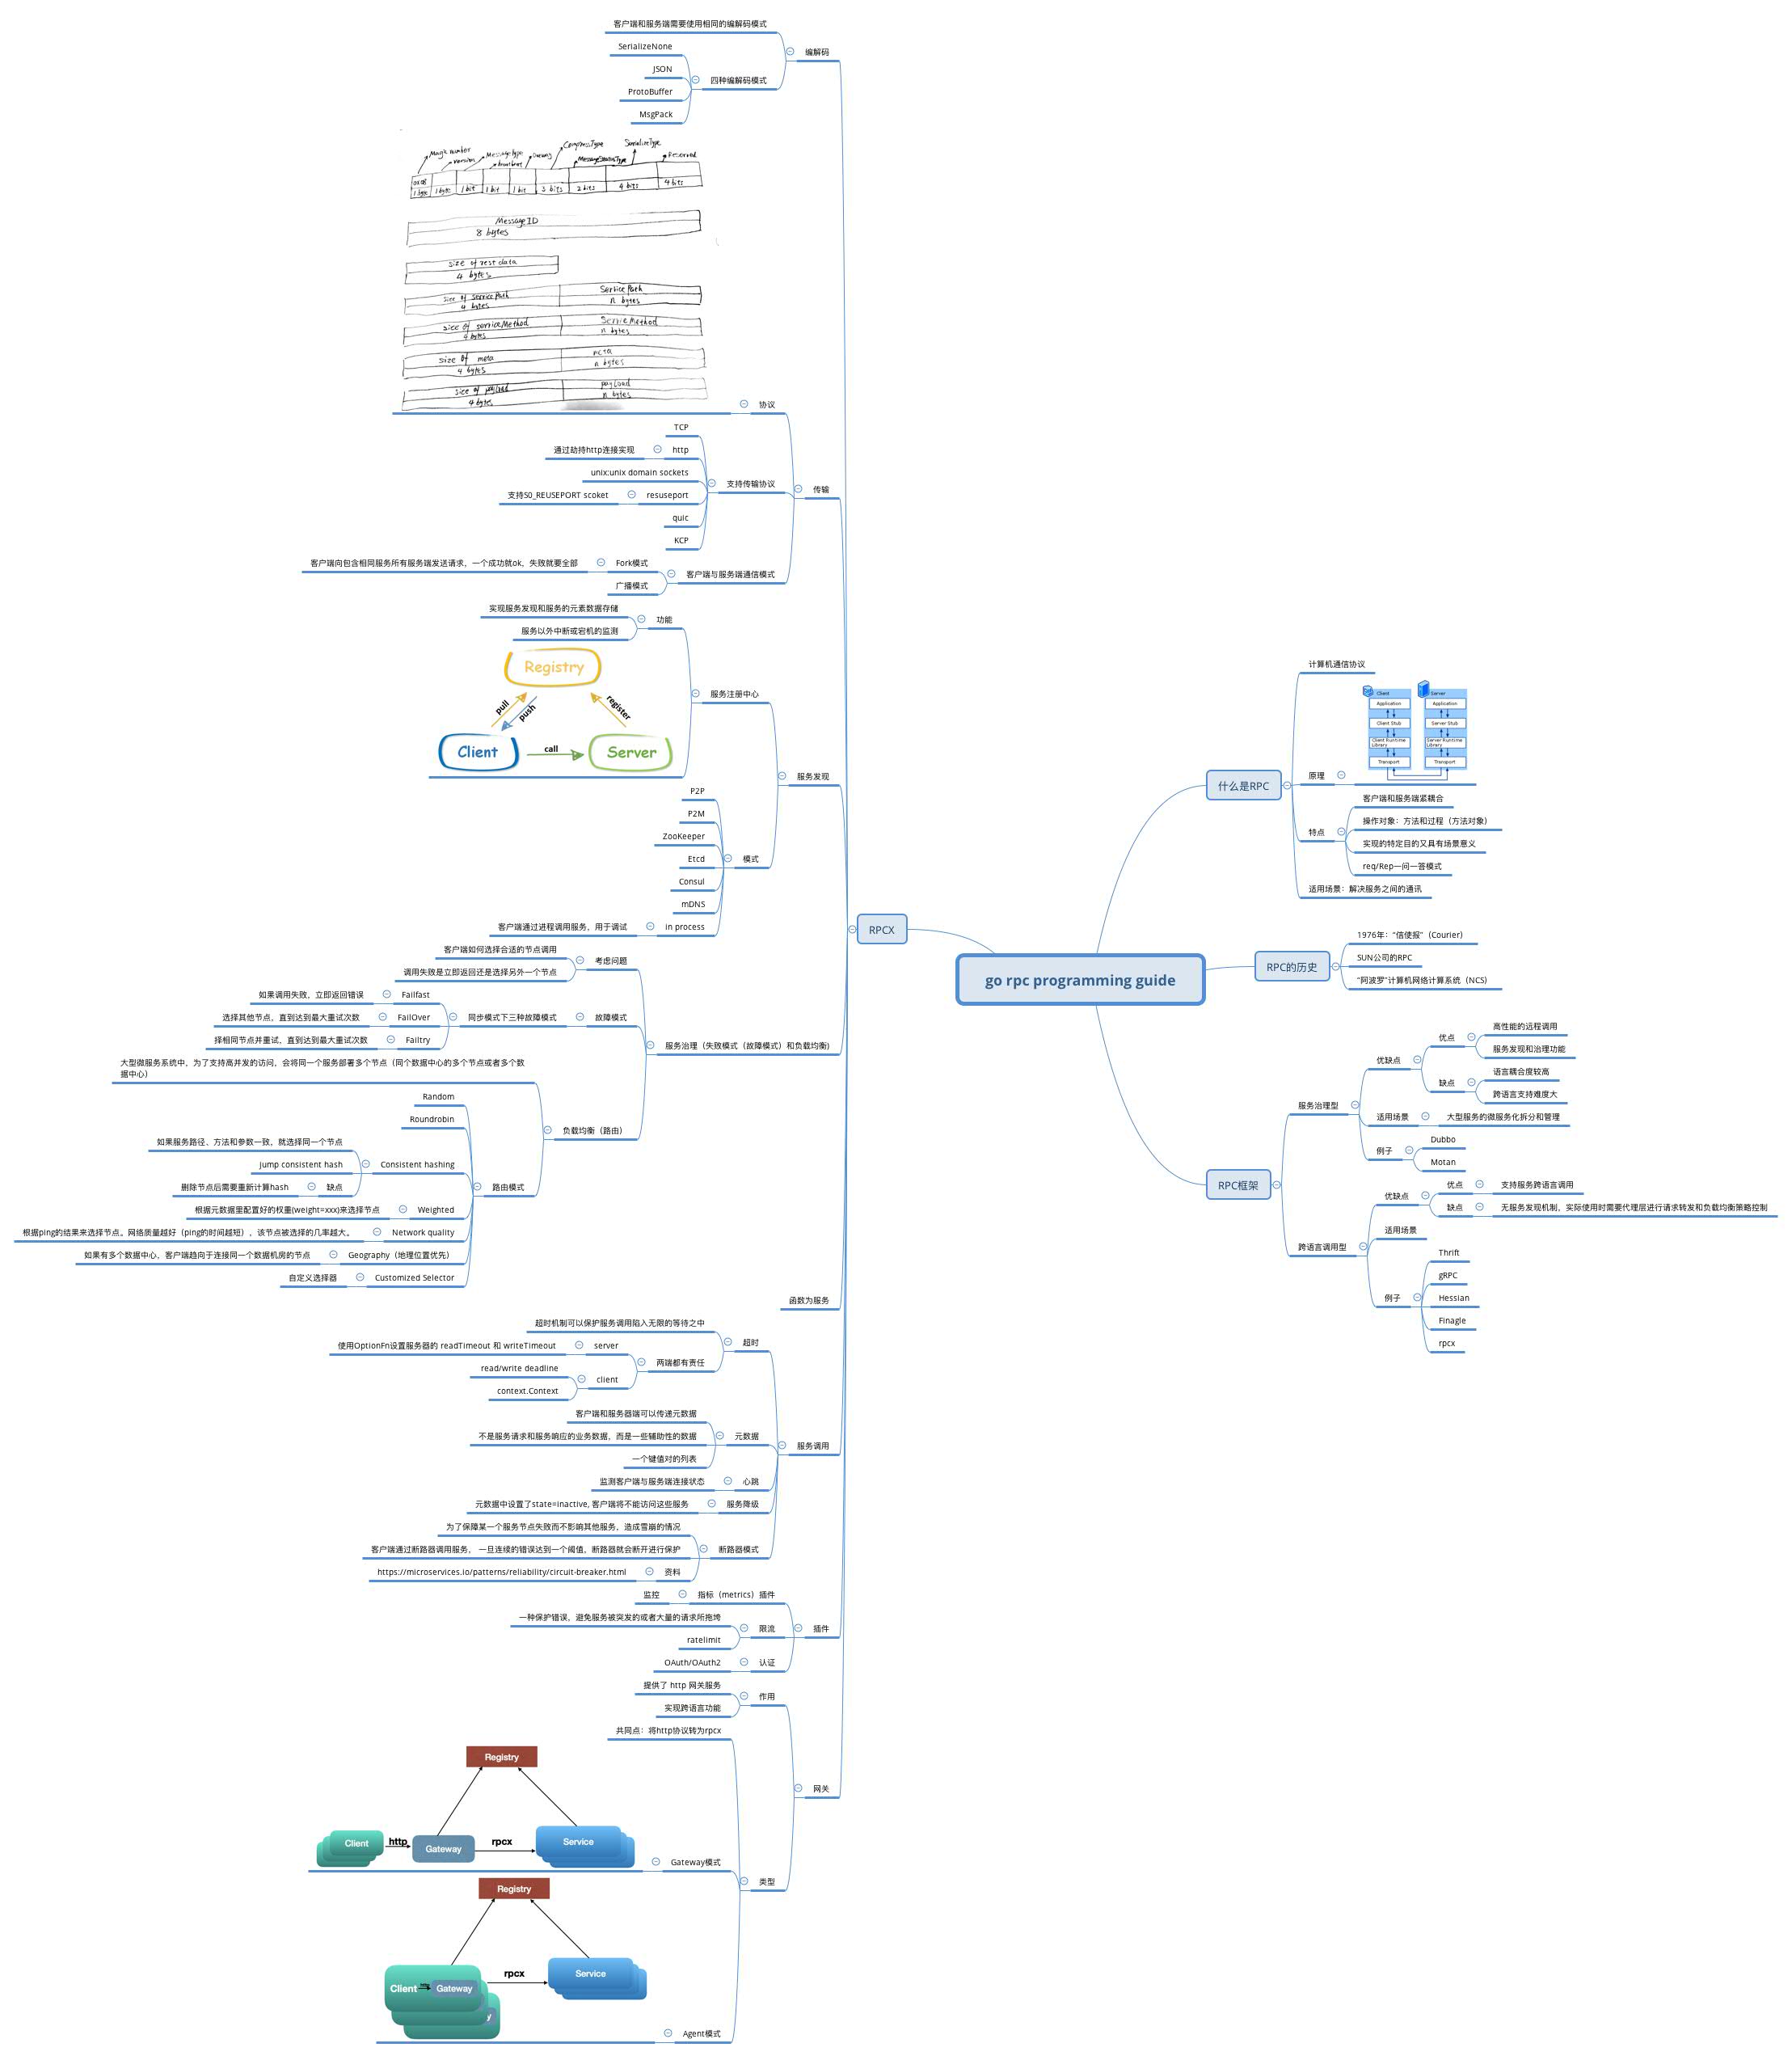 go rpc programming guide
RPCX
编解码
客户端和服务端需要使用相同的编解码模式
四种编解码模式
SerializeNone
JSON
ProtoBuffer
MsgPack
传输
协议
Magic number
version
MessageType
heartbeat
oneway
CompressType
MessageStatusType
SerializeType
Reserved
0x08
1 byte
1 byte
1 bit
1 bit
1 bit
3 bits
2 bits
4 bits
4 bits
MessageID
8 bytes
size of rest data
4 bytes
size of servicePath
ServicePath
4 bytes
n bytes
size of serviceMethod
ServiceMethod
4 bytes
n bytes
size of meta
meta
4 bytes
n bytes
size of payload
payload
4 bytes
n bytes
支持传输协议
TCP
http
通过劫持http连接实现
unix:unix domain sockets
resuseport
支持S0_REUSEPORT scoket
quic
KCP
客户端与服务端通信模式
Fork模式
客户端向包含相同服务所有服务端发送请求，一个成功就ok，失败就要全部
广播模式
服务发现
服务注册中心
功能
实现服务发现和服务的元素数据存储
服务以外中断或宕机的监测
Registry
pull
push
register
Client
call
Server
模式
P2P
P2M
ZooKeeper
Etcd
Consul
mDNS
in process
客户端通过进程调用服务，用于调试
服务治理（失败模式（故障模式）和负载均衡)
考虑问题
客户端如何选择合适的节点调用
调用失败是立即返回还是选择另外一个节点
故障模式
同步模式下三种故障模式
Failfast
如果调用失败，立即返回错误
FailOver
选择其他节点，直到达到最大重试次数
Failtry
择相同节点并重试，直到达到最大重试次数
负载均衡（路由）
大型微服务系统中，为了支持高并发的访问，会将同一个服务部署多个节点（同个数据中心的多个节点或者多个数
据中心）
路由模式
Random
Roundrobin
Consistent hashing
如果服务路径、方法和参数一致，就选择同一个节点
Jump consistent hash
缺点
删除节点后需要重新计算hash
Weighted
根据元数据里配置好的权重(weight=xxx)来选择节点
Network quality
根据ping的结果来选择节点。网络质量越好（ping的时间越短），该节点被选择的几率越大。
Geography（地理位置优先）
如果有多个数据中心，客户端趋向于连接同一个数据机房的节点
Customized Selector
自定义选择器
函数为服务
服务调用
超时
超时机制可以保护服务调用陷入无限的等待之中
两端都有责任
server
使用OptionFn设置服务器的 readTimeout 和 writeTimeout
client
read/write deadline
context.Context
元数据
客户端和服务器端可以传递元数据
不是服务请求和服务响应的业务数据，而是一些辅助性的数据
一个键值对的列表
心跳
监测客户端与服务端连接状态
服务降级
元数据中设置了state=inactive, 客户端将不能访问这些服务
断路器模式
为了保障某一个服务节点失败而不影响其他服务，造成雪崩的情况
客户端通过断路器调用服务， 一旦连续的错误达到一个阈值，断路器就会断开进行保护
资料
https://microservices.io/patterns/reliability/circuit-breaker.html
插件
指标（metrics）插件
监控
限流
一种保护错误，避免服务被突发的或者大量的请求所拖垮
ratelimit
认证
OAuth/OAuth2
网关
作用
提供了 http 网关服务
实现跨语言功能
类型
共同点：将http协议转为rpcx
Gateway模式
Registry
Client
http
Gateway
rpcx
Service
Agent模式
Registry
Client
Gateway
rpcx
Service
什么是RPC
计算机通信协议
原理
Client
Server
Application
Application
Client Stub
Server Stub
Client Runtime
Library
Server Runtime
Library
Transport
Transport
特点
客户端和服务端紧耦合
操作对象：方法和过程（方法对象）
实现的特定目的又具有场景意义
req/Rep一问一答模式
适用场景：解决服务之间的通讯
RPC的历史
1976年：“信使报”（Courier）
SUN公司的RPC
“阿波罗”计算机网络计算系统（NCS）
RPC框架
服务治理型
优缺点
优点
高性能的远程调用
服务发现和治理功能
缺点
语言耦合度较高
跨语言支持难度大
适用场景
大型服务的微服务化拆分和管理
例子
Dubbo
Motan
跨语言调用型
优缺点
优点
支持服务跨语言调用
缺点
无服务发现机制，实际使用时需要代理层进行请求转发和负载均衡策略控制
适用场景
例子
Thrift
gRPC
Hessian
Finagle
rpcx